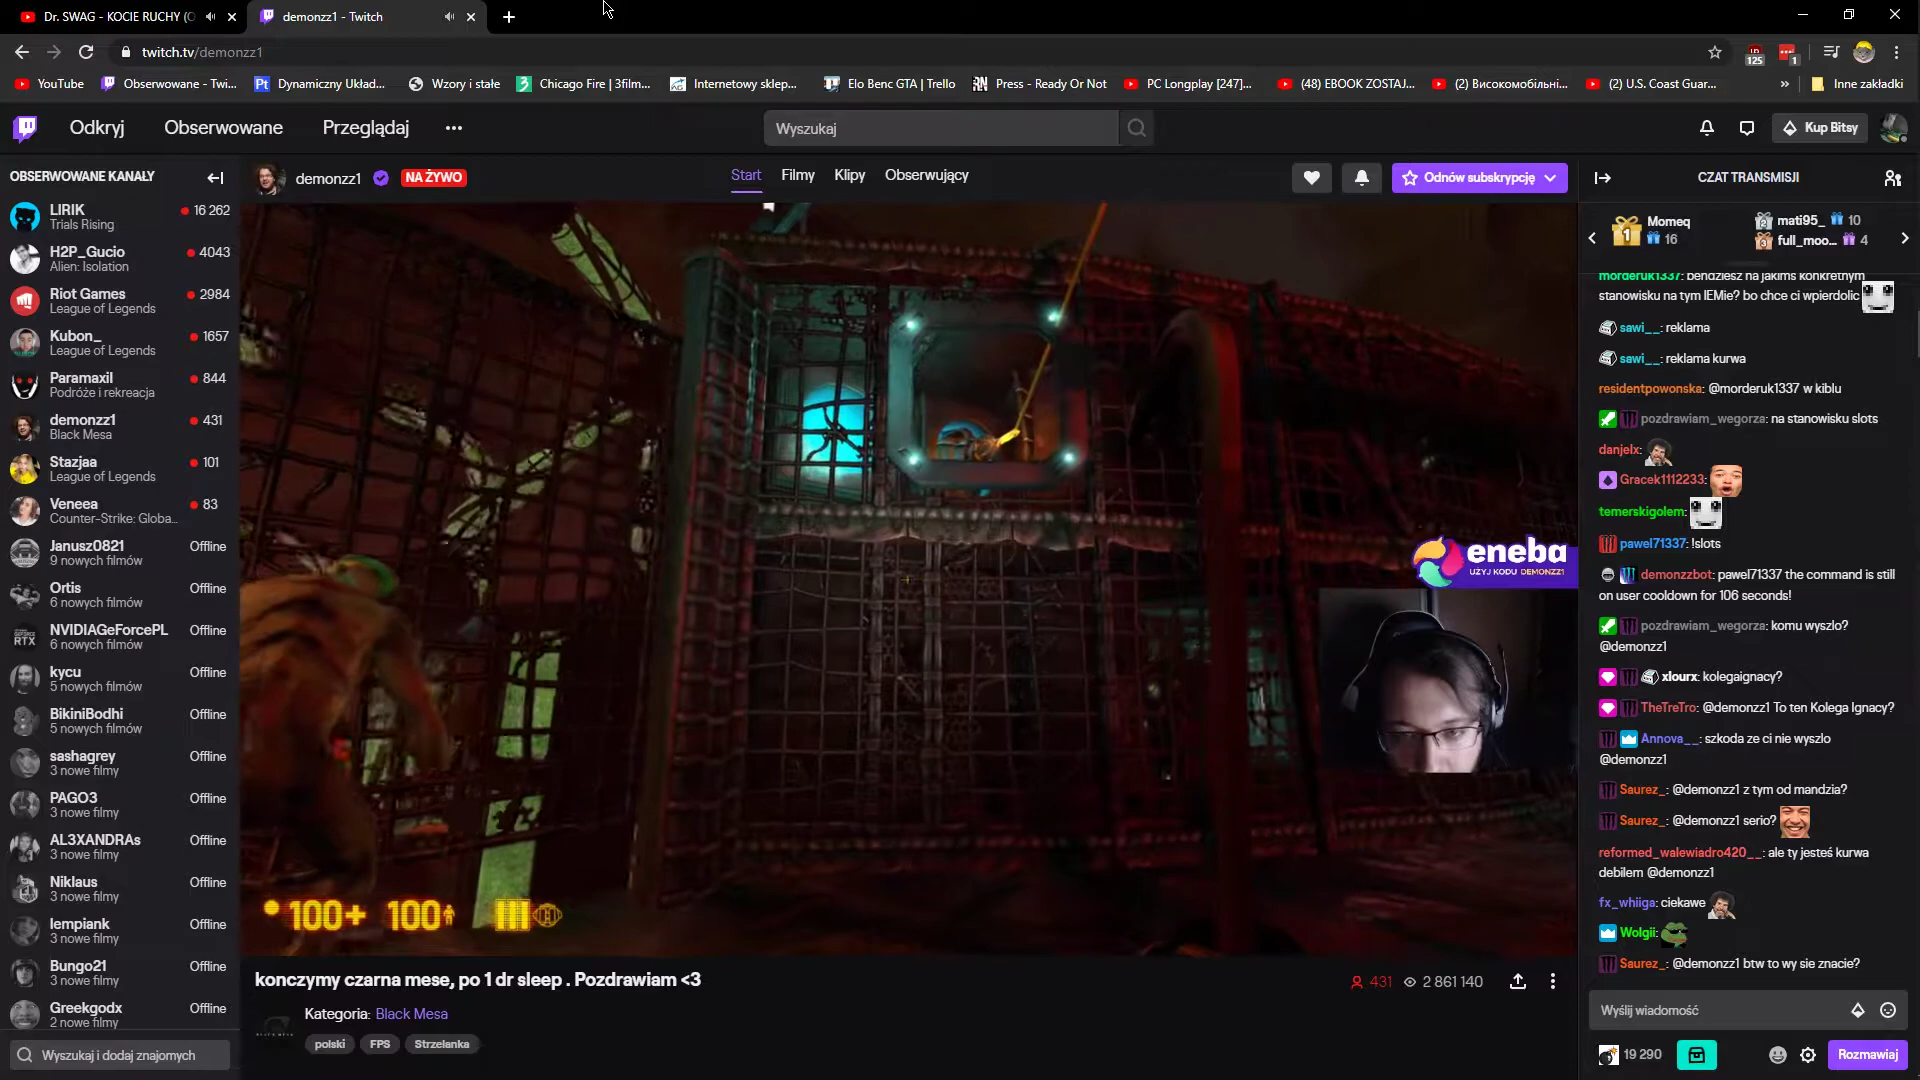 Dr. SWAG - KOCIE RUCHY (O
demonzz1 - Twitch
twitch.tv/demonzz1
125
1
YouTube
Obserwowane - Twi...
Dynamiczny Układ...
Wzory i stałe
Chicago Fire | 3film...
Internetowy sklep...
Elo Benc GTA | Trello
Press - Ready Or Not
PC Longplay [247]...
(48) EBOOK ZOSTAJ...
(2) Високомобільні...
(2) U.S. Coast Guar...
»
Inne zakładki
Odkryj
Obserwowane
Przeglądaj
Wyszukaj
Kup Bitsy
OBSERWOWANE KANAŁY
LIRIK
16 262
Trials Rising
H2P_Gucio
4043
Alien: Isolation
Riot Games
2984
League of Legends
Kubon_
1657
League of Legends
Paramaxil
844
Podróże i rekreacja
demonzz1
431
Black Mesa
Stazjaa
101
League of Legends
Veneea
83
Counter-Strike: Globa...
Janusz0821
Offline
9 nowych filmów
Ortis
Offline
6 nowych filmów
NVIDIAGeForcePL
Offline
6 nowych filmów
kycu
Offline
5 nowych filmów
BikiniBodhi
Offline
5 nowych filmów
sashagrey
Offline
3 nowe filmy
PAGO3
Offline
3 nowe filmy
AL3XANDRAs
Offline
3 nowe filmy
Niklaus
Offline
3 nowe filmy
lempiank
Offline
3 nowe filmy
Bungo21
Offline
3 nowe filmy
Greekgodx
Offline
2 nowe filmy
Wyszukaj i dodaj znajomych
demonzz1
NA ŻYWO
Start
Filmy
Klipy
Obserwujący
Odnów subskrypcję
eneba
UŻYJ KODU DEMONZZ1
100+
100
konczymy czarna mese, po 1 dr sleep . Pozdrawiam <3
431
2 861 140
Kategoria: Black Mesa
polski
FPS
Strzelanka
CZAT TRANSMISJI
1
Momeq
16
mati95_
10
full_moo...
4
morderuk1337: bendziesz na jakims konkretnym
stanowisku na tym IEMie? bo chce ci wpierdolic
sawi__: reklama
sawi__: reklama kurwa
residentpowonska: @morderuk1337 w kiblu
pozdrawiam_wegorza: na stanowisku slots
danjelx:
Gracek1112233:
temerskigolem:
pawel71337: !slots
demonzzbot: pawel71337 the command is still
on user cooldown for 106 seconds!
pozdrawiam_wegorza: komu wyszlo?
@demonzz1
xlourx: kolegaignacy?
TheTreTro: @demonzz1 To ten Kolega Ignacy?
Annova__: szkoda ze ci nie wyszlo
@demonzz1
Saurez_: @demonzz1 z tym od mandzia?
Saurez_: @demonzz1 serio?
reformed_walewiadro420__: ale ty jesteś kurwa
debilem @demonzz1
fx_whiiga: ciekawe
Wolgii:
Saurez_: @demonzz1 btw to wy sie znacie?
Wyślij wiadomość
19 290
Rozmawiaj